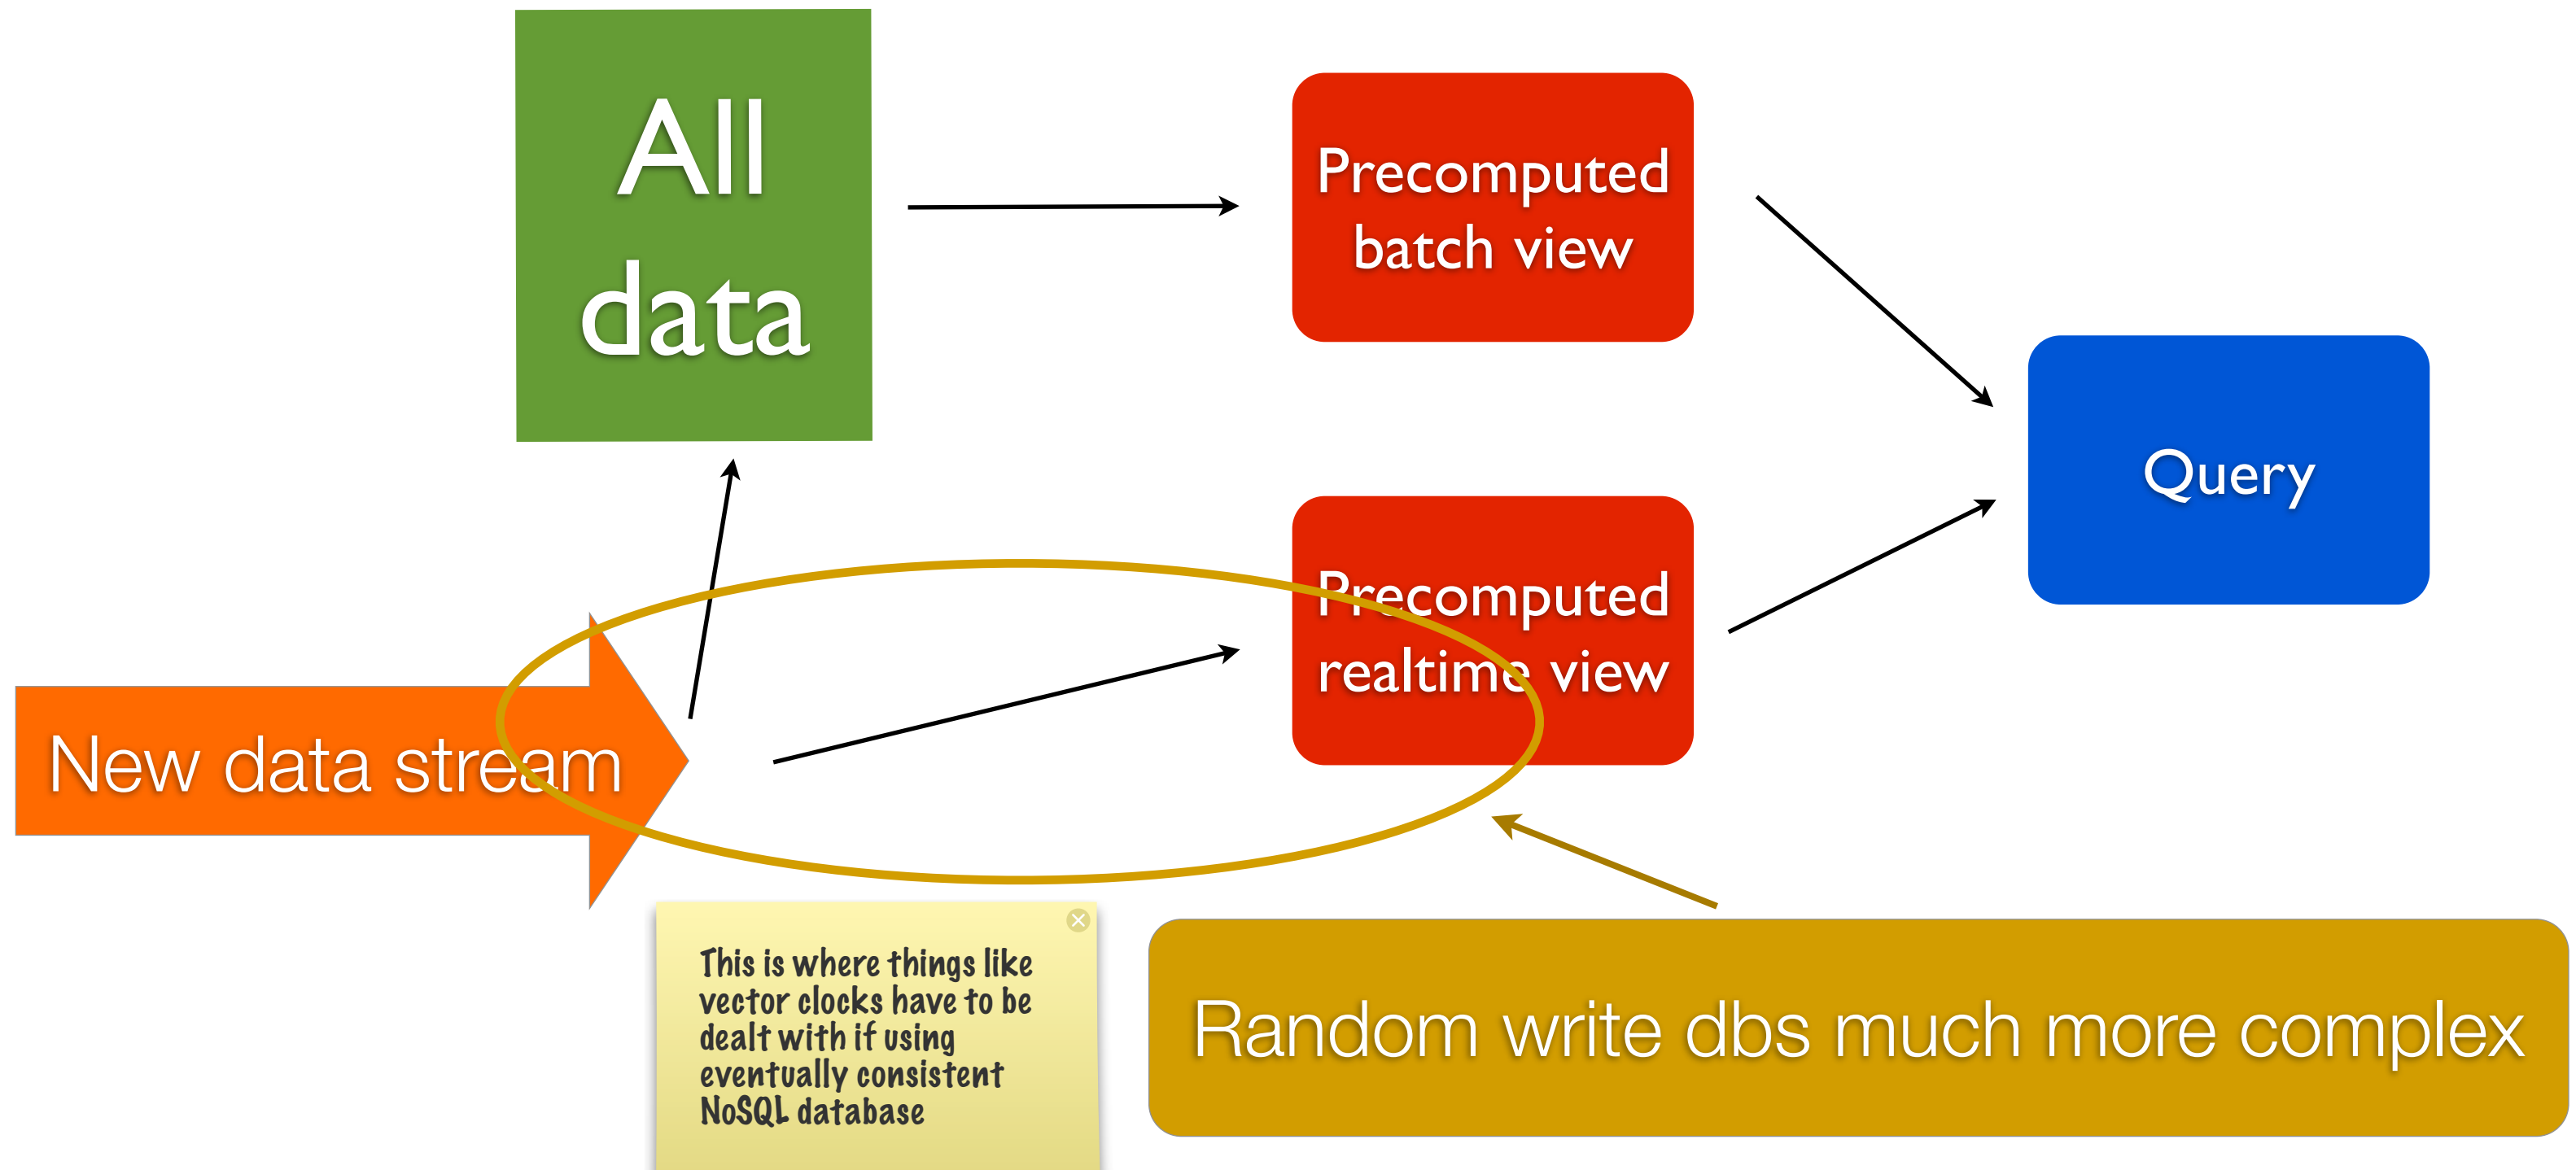 All
data
Precomputed
batch view
Query
Precomputed
realtime view
New data stream
This is where things like
vector clocks have to be
dealt with if using
eventually consistent
NoSQL database
Random write dbs much more complex